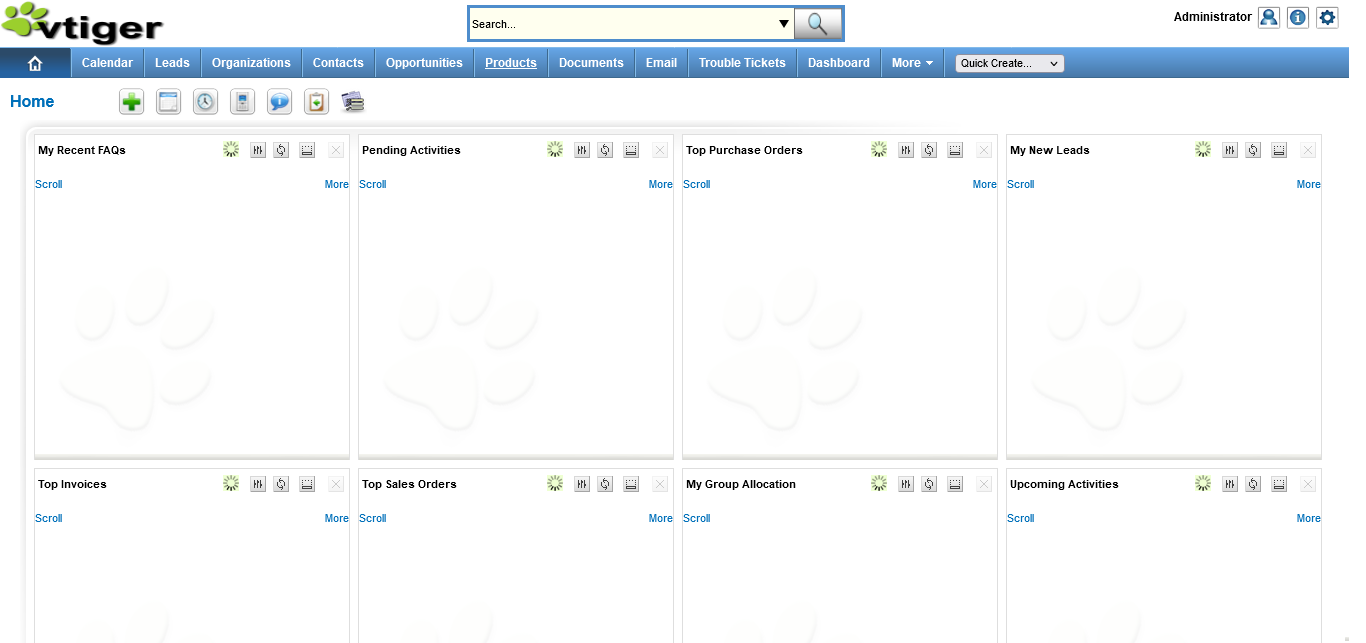 vtiger
Search...
Administrator
Calendar Leads Organizations Contacts Opportunities Products Documents Email Trouble Tickets Dashboard More Quick Create...
Home
My Recent FAQs Pending Activities Top Purchase Orders My New Leads
Scroll More Scroll More Scroll More Scroll More
Top Invoices Top Sales Orders My Group Allocation Upcoming Activities
Scroll More Scroll More Scroll More Scroll More